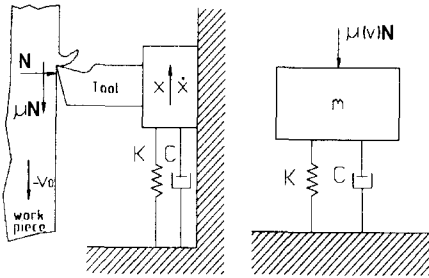 N
μN
Tool
x ẋ
K C
-V₀
work
piece
μ(v)N
m
K C